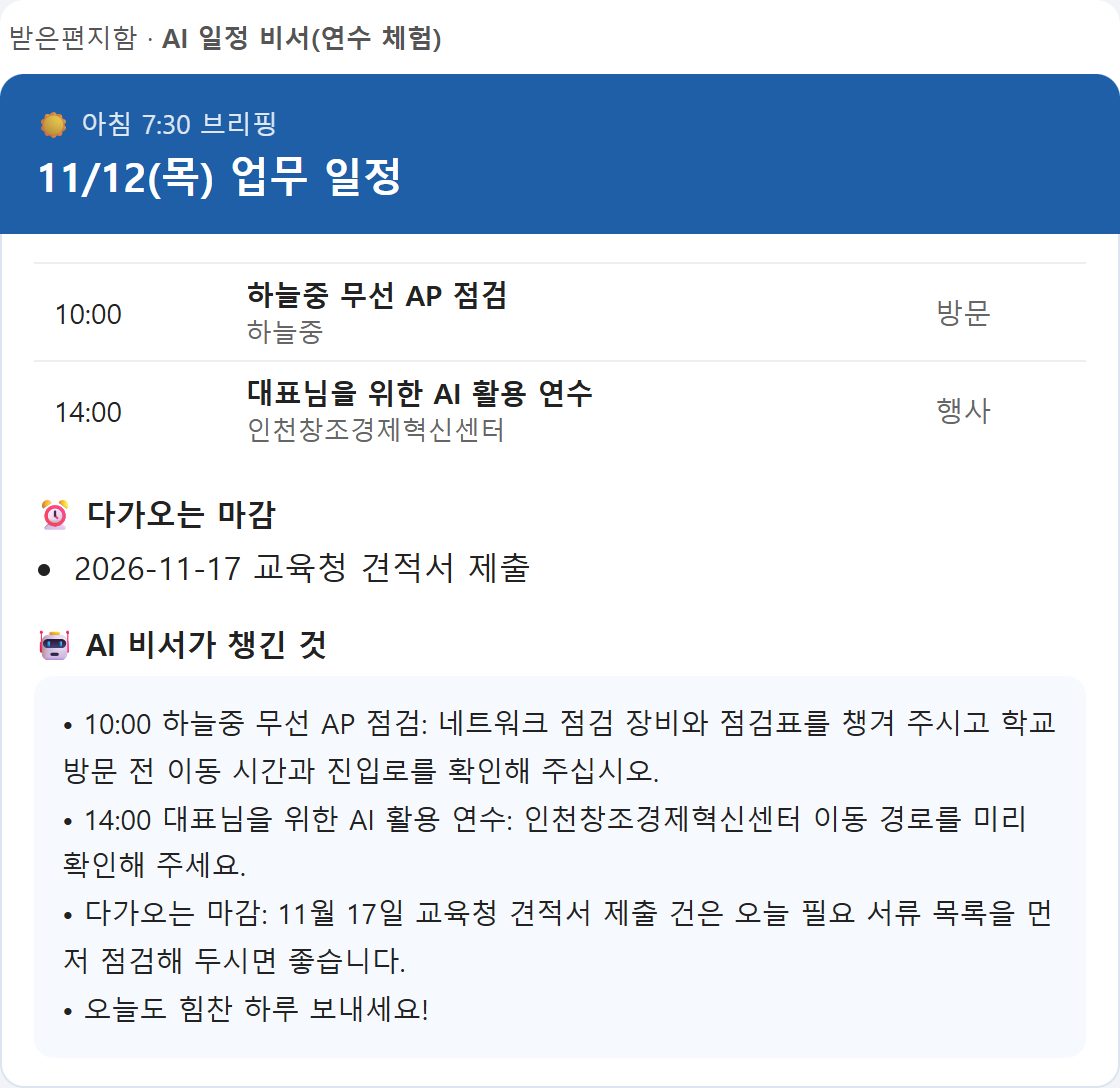 받은편지함 · AI 일정 비서(연수 체험)
아침 7:30 브리핑
11/12(목) 업무 일정
10:00
하늘중 무선 AP 점검
하늘중
방문
14:00
대표님을 위한 AI 활용 연수
인천창조경제혁신센터
행사
다가오는 마감
• 2026-11-17 교육청 견적서 제출
AI 비서가 챙긴 것
• 10:00 하늘중 무선 AP 점검: 네트워크 점검 장비와 점검표를 챙겨 주시고 학교
방문 전 이동 시간과 진입로를 확인해 주십시오.
• 14:00 대표님을 위한 AI 활용 연수: 인천창조경제혁신센터 이동 경로를 미리
확인해 주세요.
• 다가오는 마감: 11월 17일 교육청 견적서 제출 건은 오늘 필요 서류 목록을 먼
저 점검해 두시면 좋습니다.
• 오늘도 힘찬 하루 보내세요!